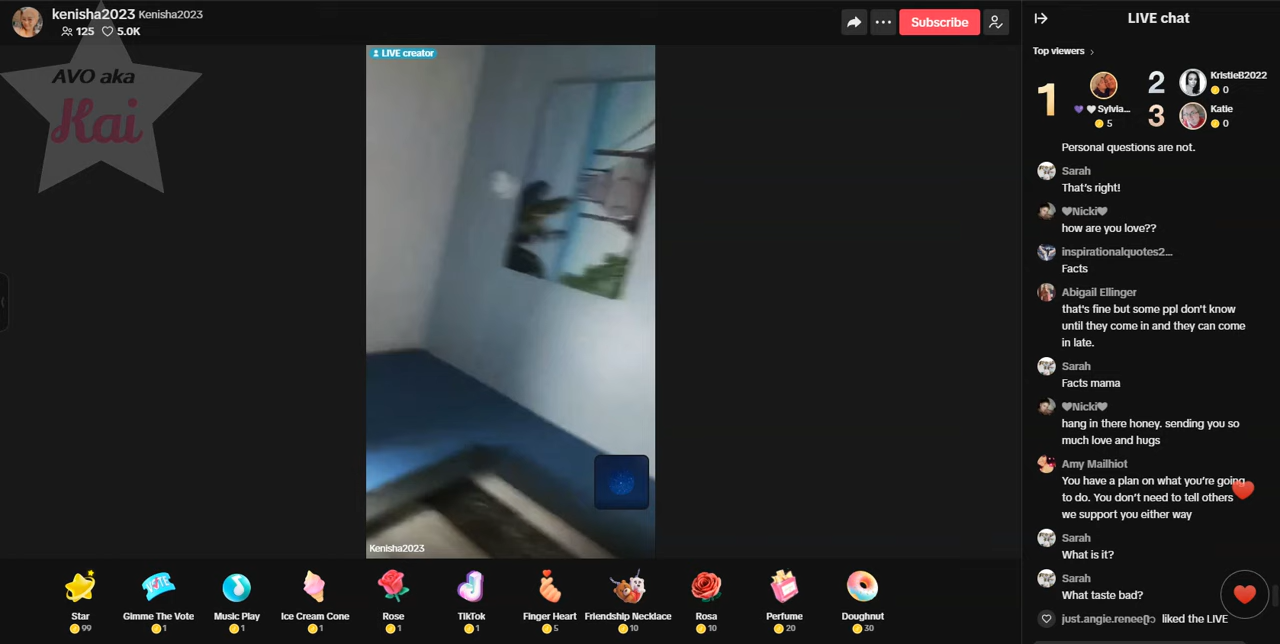 kenisha2023 Kenisha2023
125 5.0K
Subscribe
AVO aka
Kai
LIVE creator
Kenisha2023
Star
99
Gimme The Vote
1
Music Play
1
Ice Cream Cone
1
Rose
1
TikTok
1
Finger Heart
5
Friendship Necklace
10
Rosa
10
Perfume
20
Doughnut
30
LIVE chat
Top viewers
1
Sylvia...
5
2
KristieB2022
0
3
Katie
0
Personal questions are not.
Sarah
That's right!
Nicki
how are you love??
inspirationalquotes2...
Facts
Abigail Ellinger
that's fine but some ppl don't know
until they come in and they can come
in late.
Sarah
Facts mama
Nicki
hang in there honey. sending you so
much love and hugs
Amy Mailhiot
You have a plan on what you're going
to do. You don't need to tell others
we support you either way
Sarah
What is it?
Sarah
What taste bad?
just.angie.renee liked the LIVE